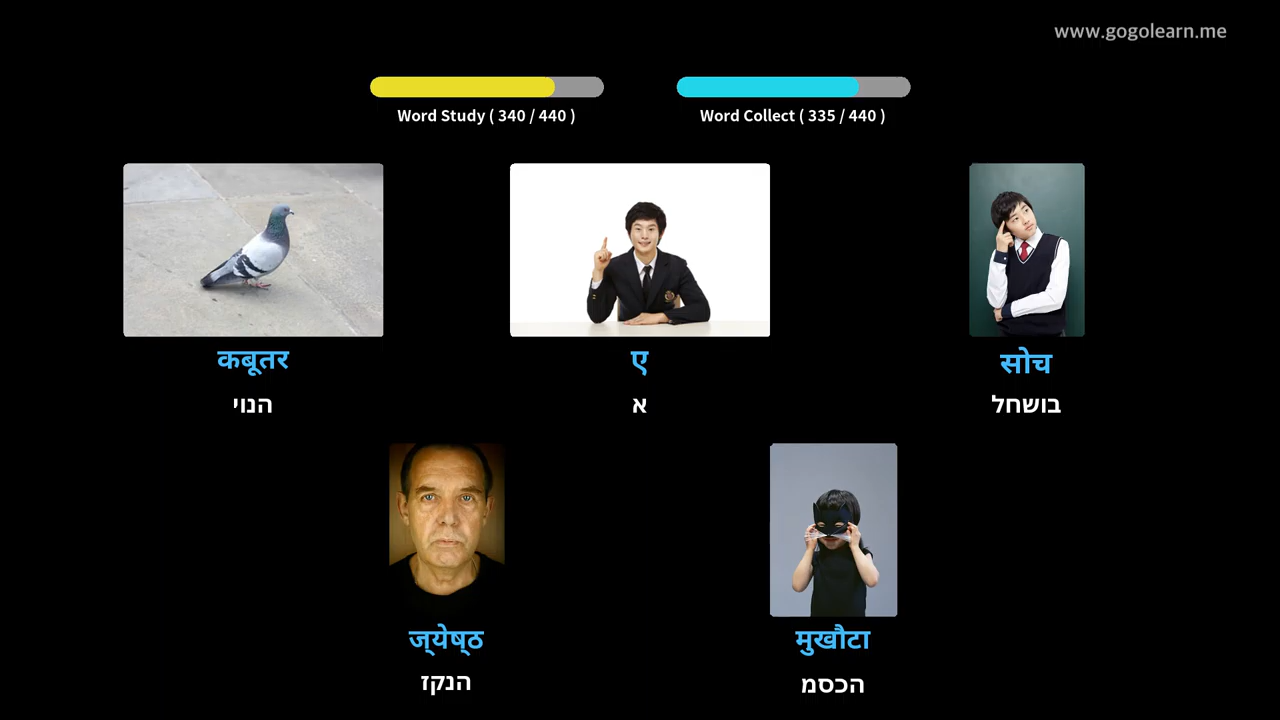 www.gogolearn.me
Word Study ( 340 / 440 ) Word Collect ( 335 / 440 )
कबूतर ए सोच
הנוי א בושחל
ज्येष्ठ मुखौटा
הנקז הכסמ